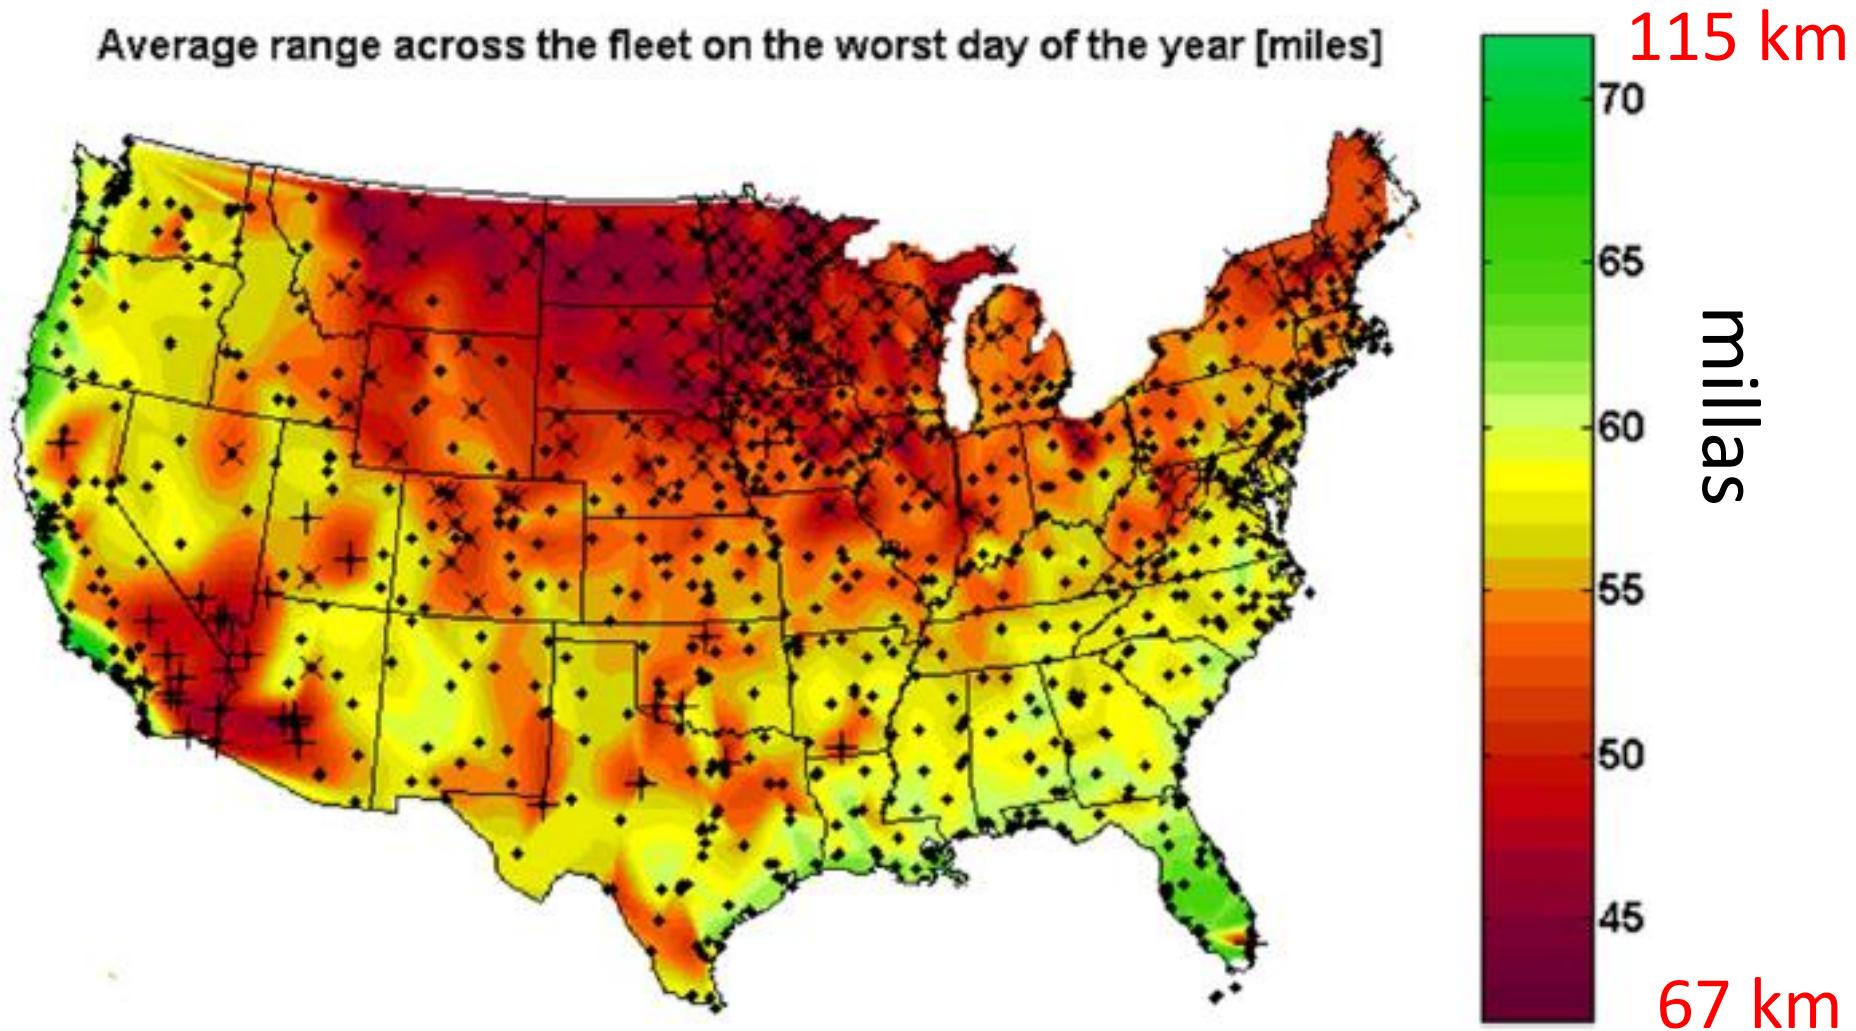 Average range across the fleet on the worst day of the year [miles]
115 km
70
65
60
55
50
45
millas
67 km